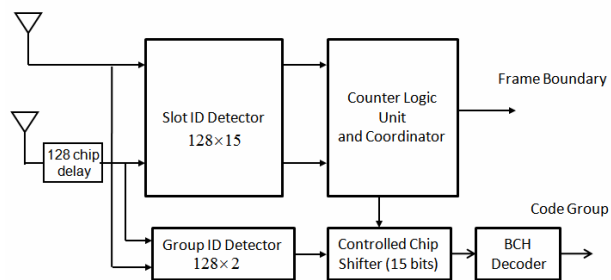 Slot ID Detector
128×15
Counter Logic
Unit
and Coordinator
Frame Boundary
128 chip
delay
Group ID Detector
128×2
Controlled Chip
Shifter (15 bits)
BCH
Decoder
Code Group